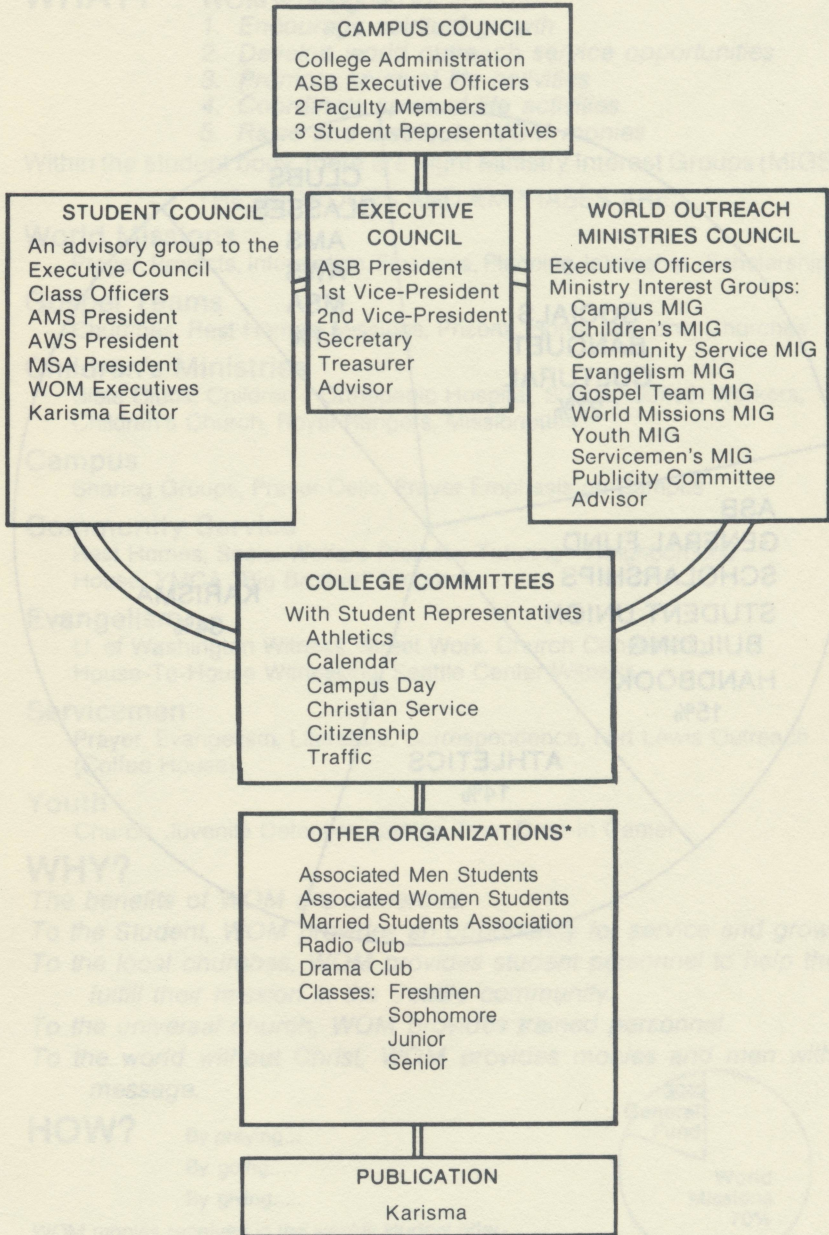 CAMPUS COUNCIL
College Administration
ASB Executive Officers
2 Faculty Members
3 Student Representatives
STUDENT COUNCIL
An advisory group to the
Executive Council
Class Officers
AMS President
AWS President
MSA President
WOM Executives
Karisma Editor
EXECUTIVE
COUNCIL
ASB President
1st Vice-President
2nd Vice-President
Secretary
Treasurer
Advisor
WORLD OUTREACH
MINISTRIES COUNCIL
Executive Officers
Ministry Interest Groups:
Campus MIG
Children's MIG
Community Service MIG
Evangelism MIG
Gospel Team MIG
World Missions MIG
Youth MIG
Servicemen's MIG
Publicity Committee
Advisor
COLLEGE COMMITTEES
With Student Representatives
Athletics
Calendar
Campus Day
Christian Service
Citizenship
Traffic
OTHER ORGANIZATIONS*
Associated Men Students
Associated Women Students
Married Students Association
Radio Club
Drama Club
Classes: Freshmen
Sophomore
Junior
Senior
PUBLICATION
Karisma